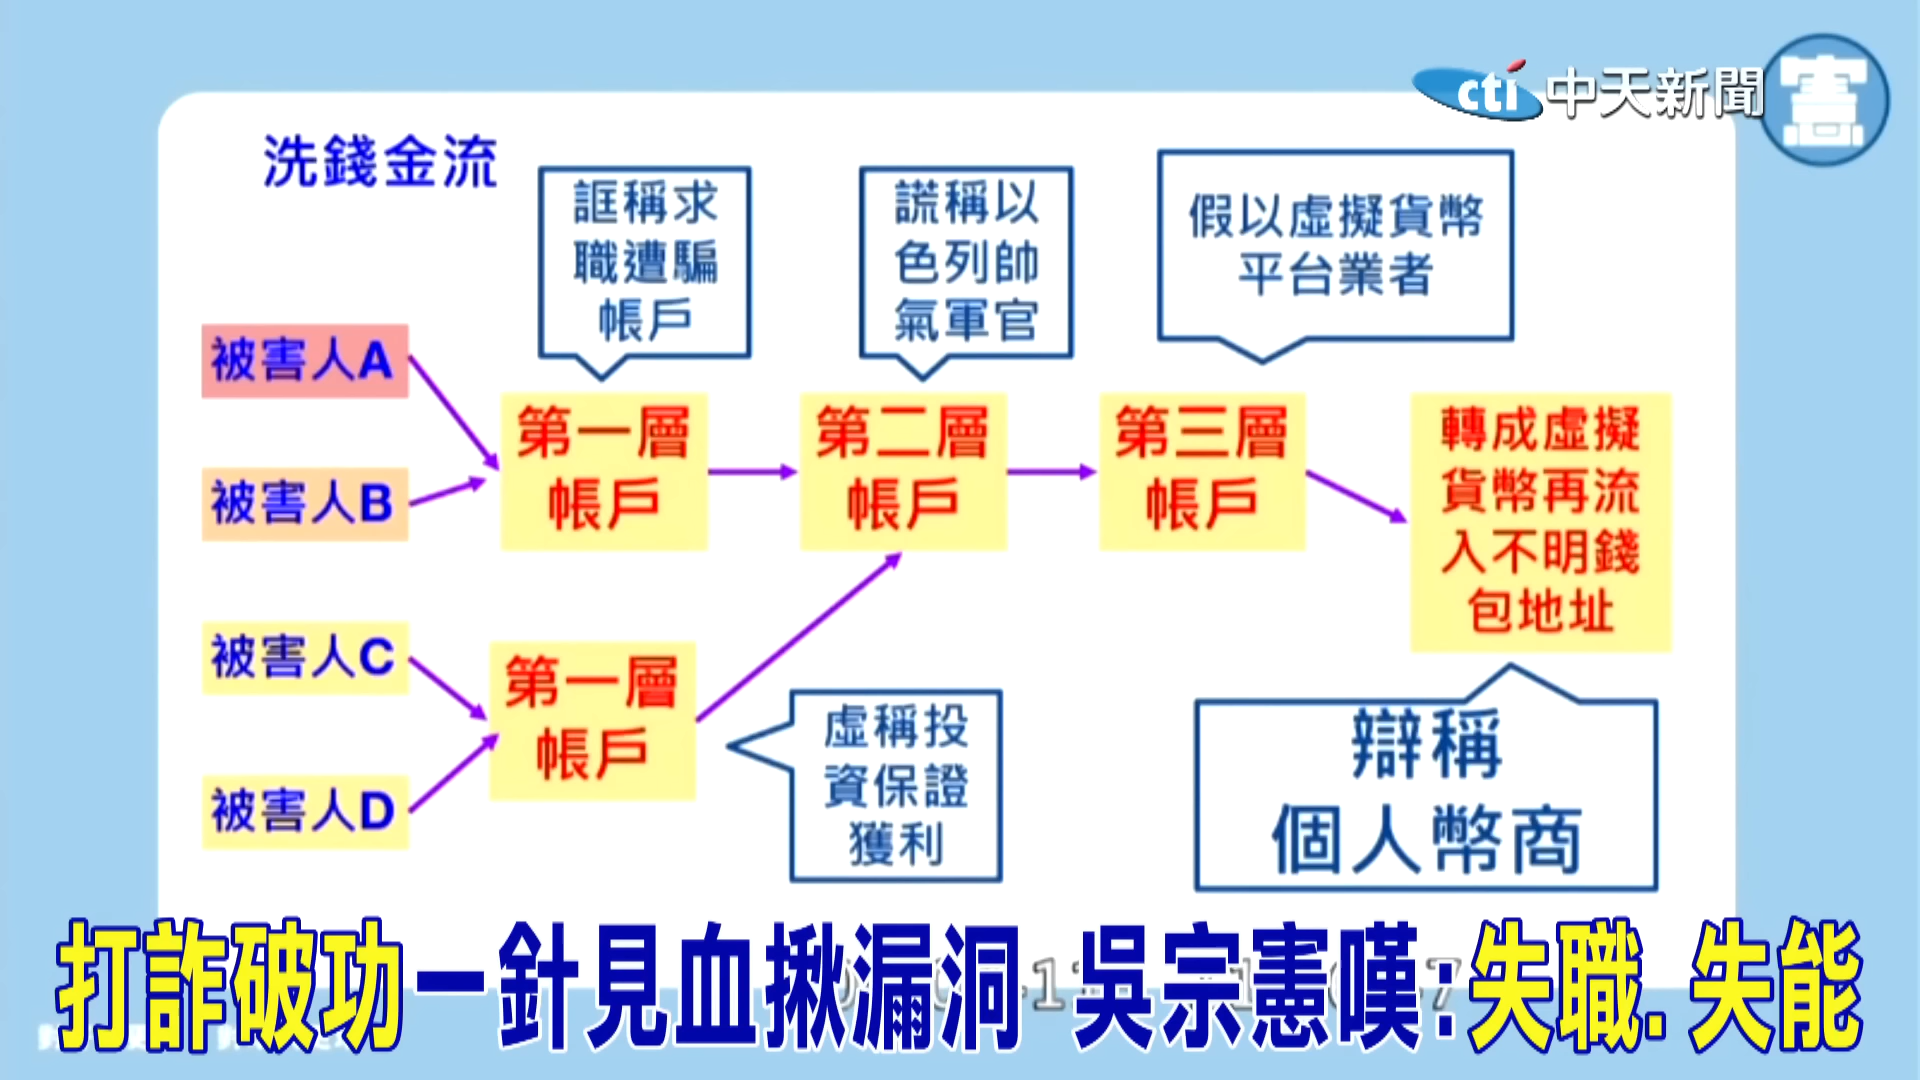 cti 中天新聞
憲
洗錢金流
誆稱求
職遭騙
帳戶
謊稱以
色列帥
氣軍官
假以虛擬貨幣
平台業者
被害人A
被害人B
被害人C
被害人D
第一層
帳戶
第二層
帳戶
第三層
帳戶
轉成虛擬
貨幣再流
入不明錢
包地址
第一層
帳戶
虛稱投
資保證
獲利
辯稱
個人幣商
打詐破功一針見血揪漏洞 吳宗憲嘆:失職.失能